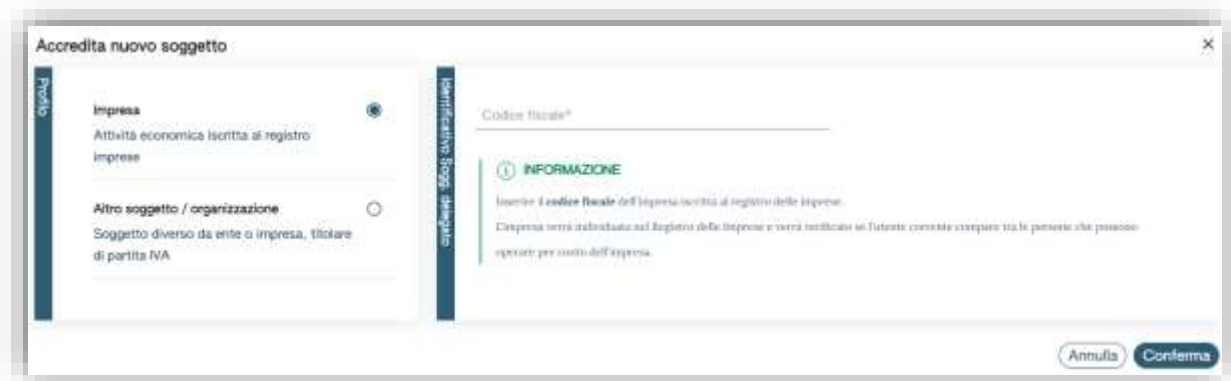 Accredita nuovo soggetto ×
Profilo
Impresa
Attività economica iscritta al registro
imprese
Altro soggetto / organizzazione
Soggetto diverso da ente o impresa, titolare
di partita IVA
Identificativo Sogg. delegato
Codice fiscale*
INFORMAZIONE
Inserire il codice fiscale dell'impresa iscritta al registro delle imprese.
L'impresa verrà individuata sul Registro delle Imprese e verrà verificato se l'utente corrente compare tra le persone che possono
operare per conto dell'impresa.
Annulla Conferma